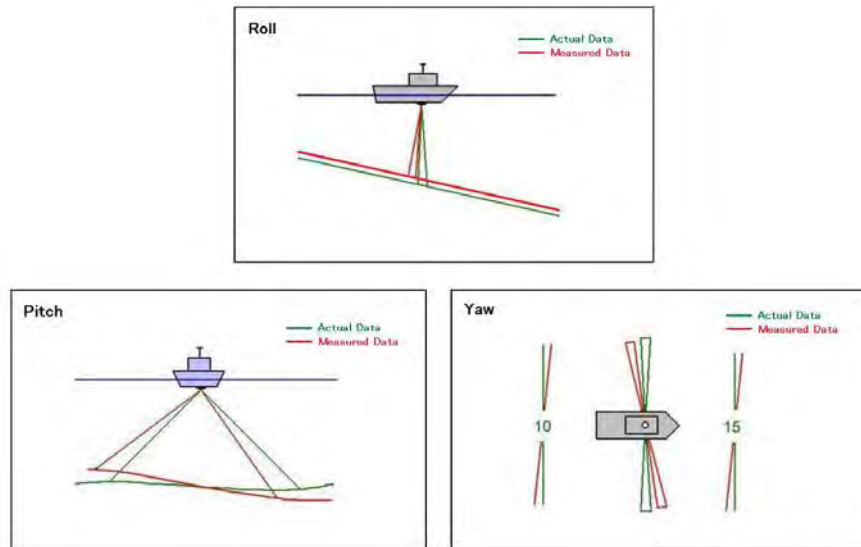 Roll
Actual Data
Measured Data
Pitch
Actual Data
Measured Data
Yaw
Actual Data
Measured Data
10
15